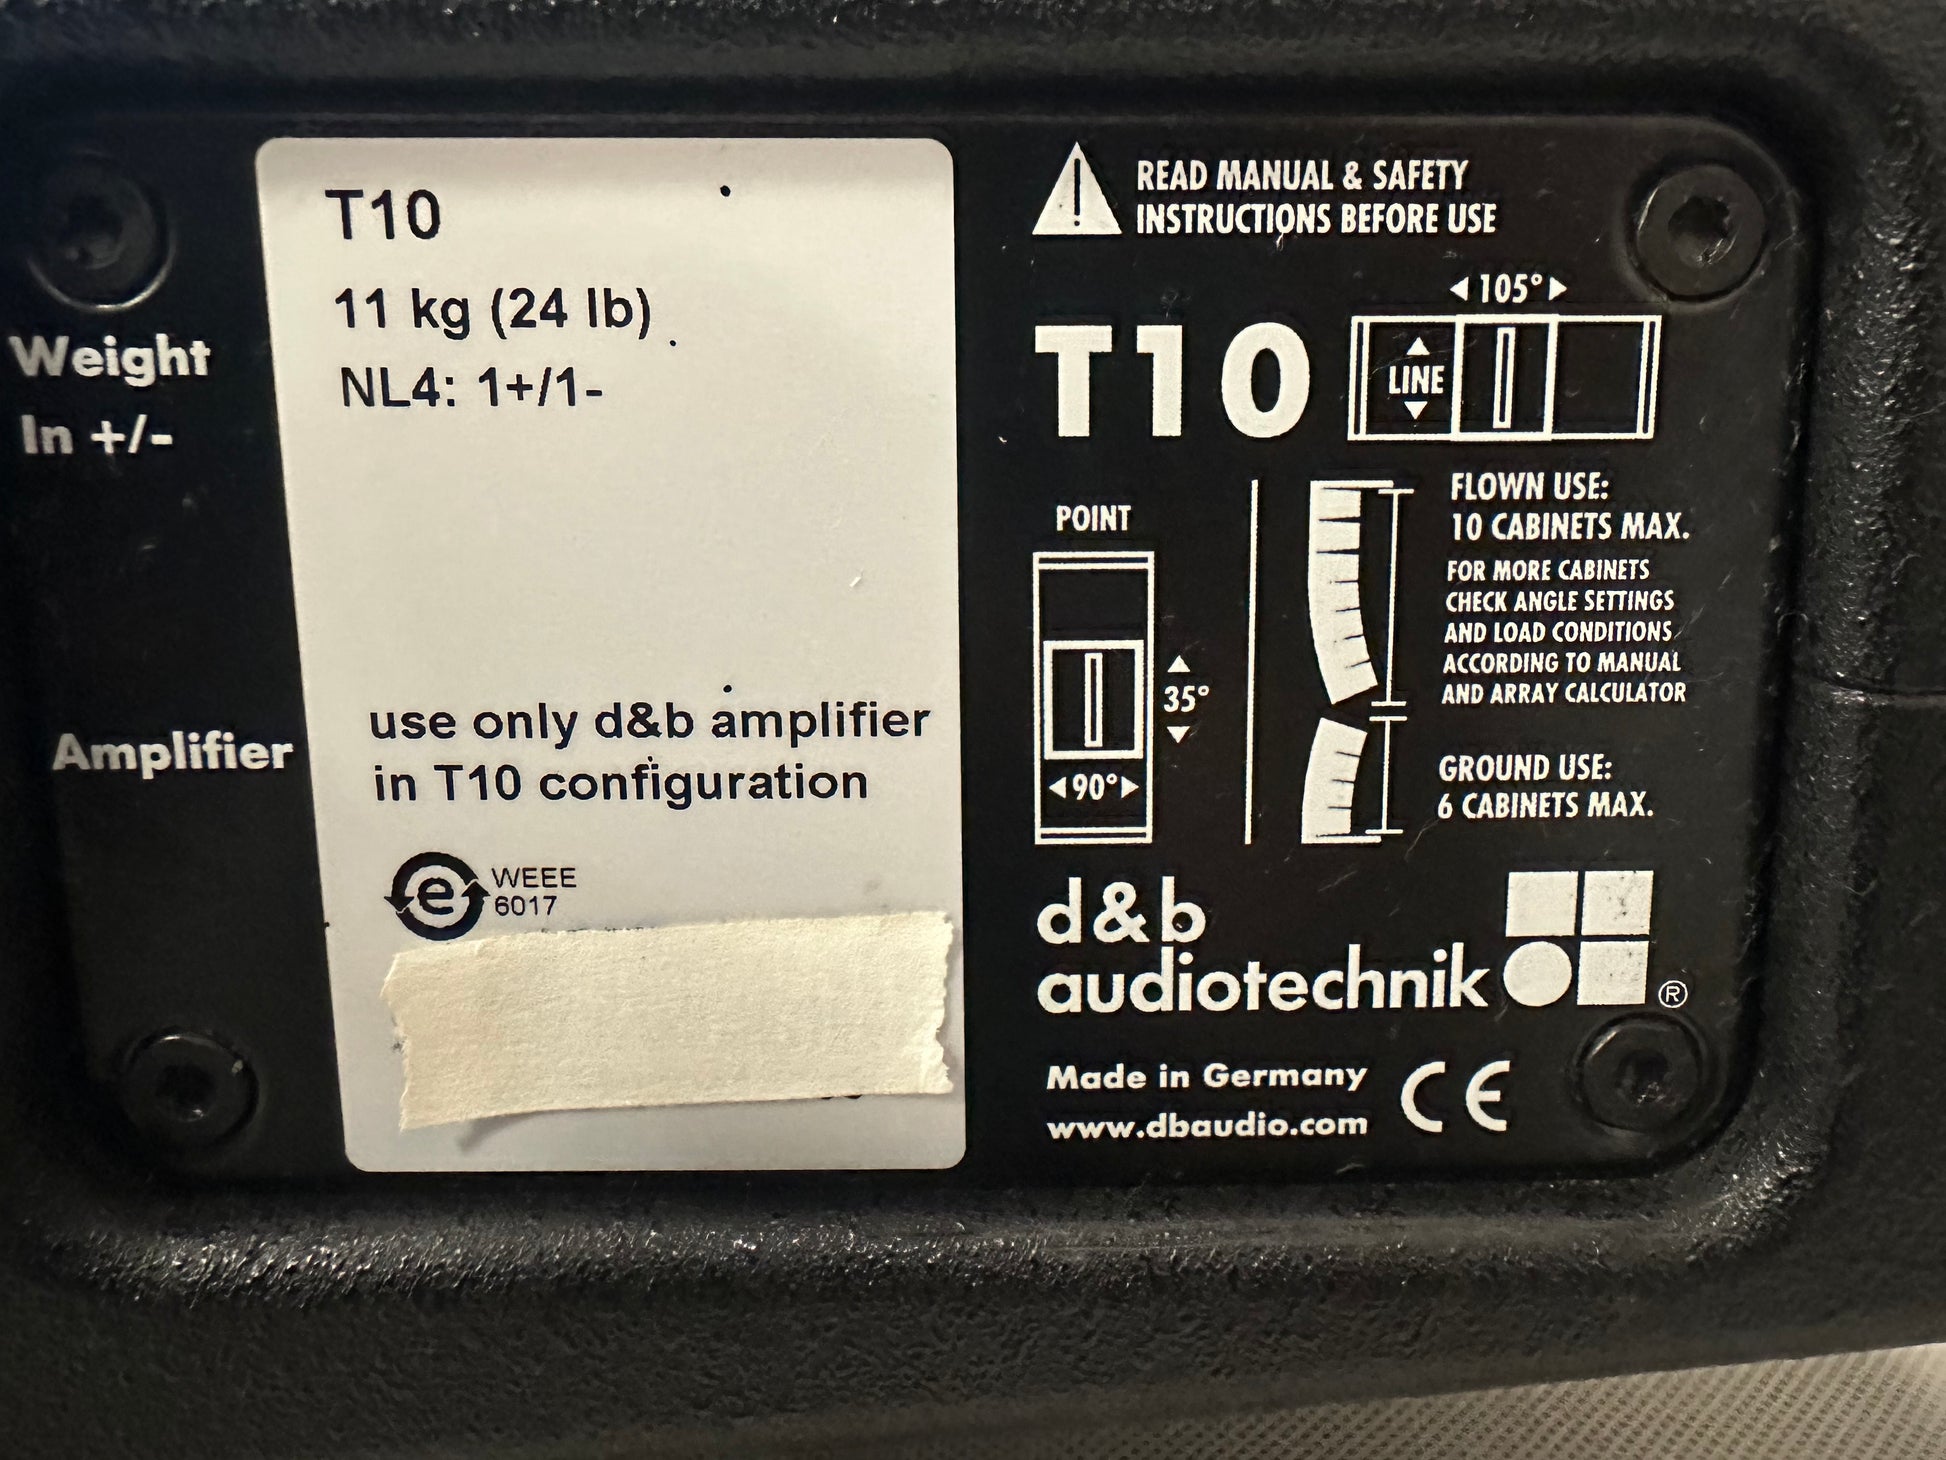 T10
Weight 11 kg (24 lb)
In +/- NL4: 1+/1-
Amplifier use only d&b amplifier
in T10 configuration
e WEEE
6017
READ MANUAL & SAFETY
INSTRUCTIONS BEFORE USE
T10
105°
LINE
POINT
35°
90°
FLOWN USE:
10 CABINETS MAX.
FOR MORE CABINETS
CHECK ANGLE SETTINGS
AND LOAD CONDITIONS
ACCORDING TO MANUAL
AND ARRAY CALCULATOR
GROUND USE:
6 CABINETS MAX.
d&b
audiotechnik ®
Made in Germany CE
www.dbaudio.com